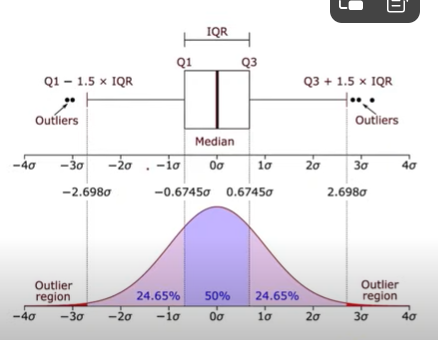 IQR
Q1 Q3
Q1 − 1.5 × IQR Q3 + 1.5 × IQR
Outliers Outliers
Median
−4σ −3σ −2σ −1σ 0σ 1σ 2σ 3σ 4σ
−2.698σ −0.6745σ 0.6745σ 2.698σ
Outlier region Outlier region
24.65% 50% 24.65%
−4σ −3σ −2σ −1σ 0σ 1σ 2σ 3σ 4σ